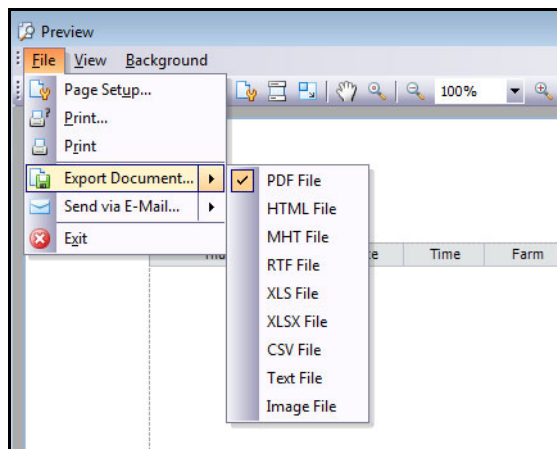 Preview
File View Background
Page Setup...
100%
Print...
Print
Export Document...
PDF File
Send via E-Mail...
HTML File
Exit
MHT File
Time Farm
RTF File
XLS File
XLSX File
CSV File
Text File
Image File